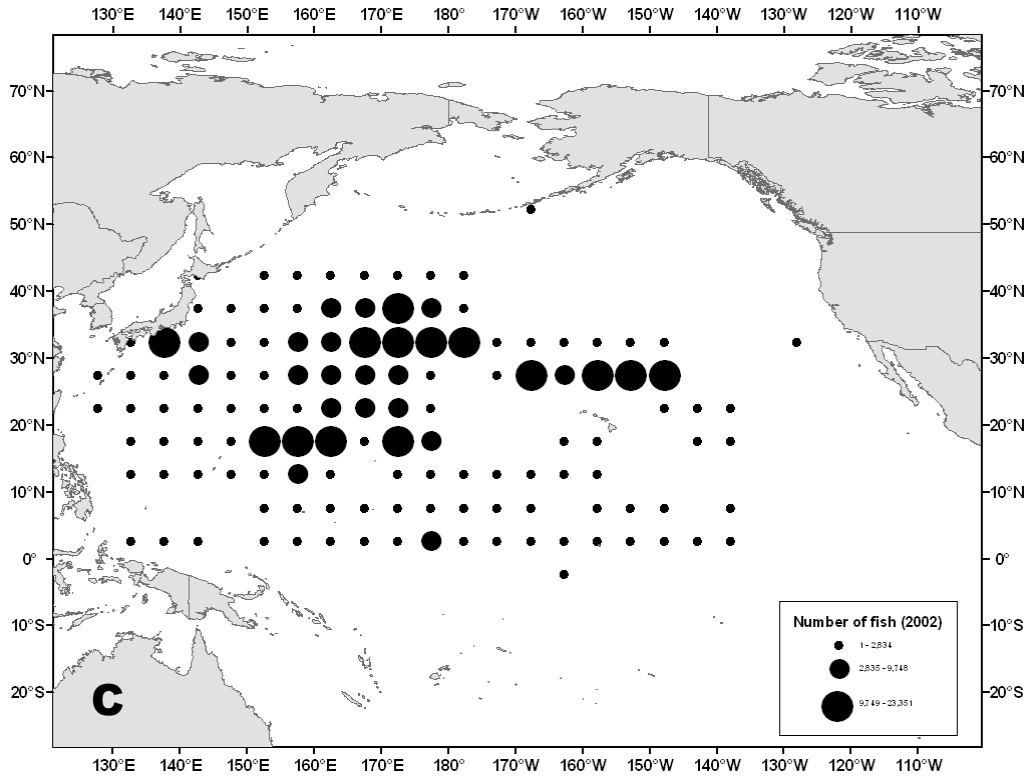 130°E 140°E 150°E 160°E 170°E 180° 170°W 160°W 150°W 140°W 130°W 120°W 110°W
70°N 70°N
60°N 60°N
50°N 50°N
40°N 40°N
30°N 30°N
20°N 20°N
10°N 10°N
0° 0°
10°S 10°S
20°S 20°S
Number of fish (2002)
1 - 2,834
2,835 - 9,748
9,749 - 23,351
C
130°E 140°E 150°E 160°E 170°E 180° 170°W 160°W 150°W 140°W 130°W 120°W 110°W